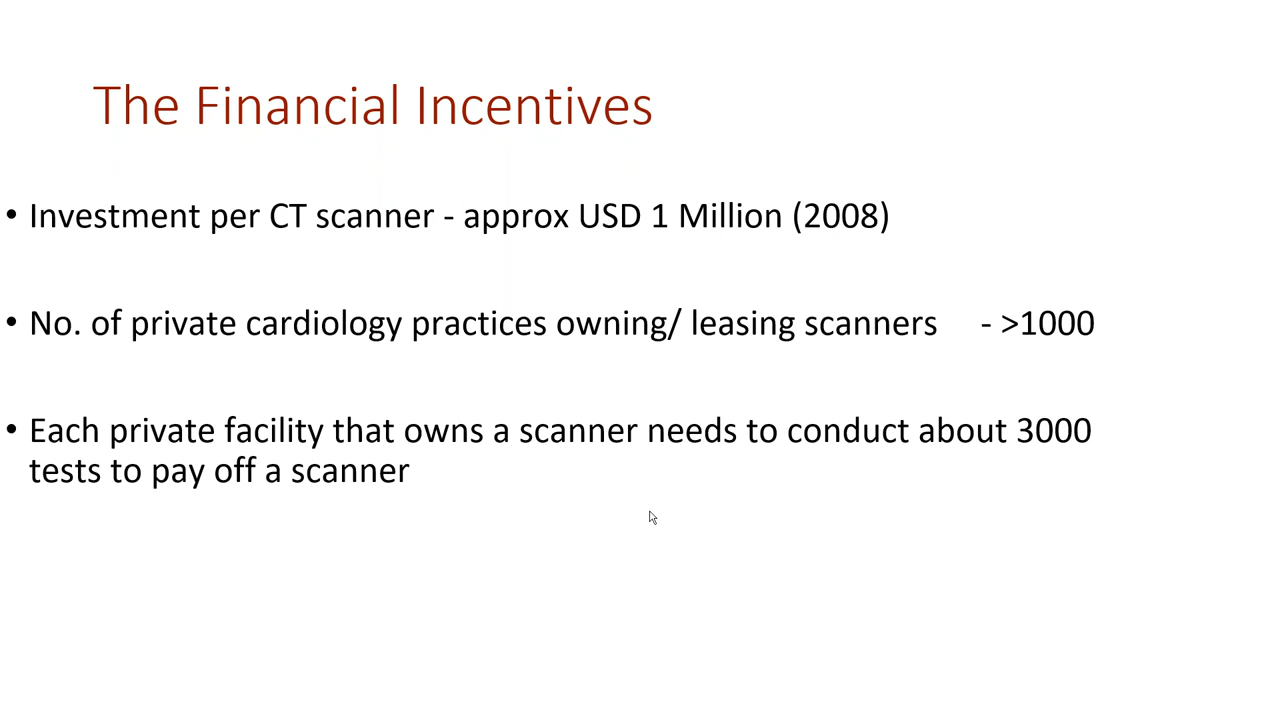 The Financial Incentives
• Investment per CT scanner - approx USD 1 Million (2008)
• No. of private cardiology practices owning/ leasing scanners - >1000
• Each private facility that owns a scanner needs to conduct about 3000
tests to pay off a scanner